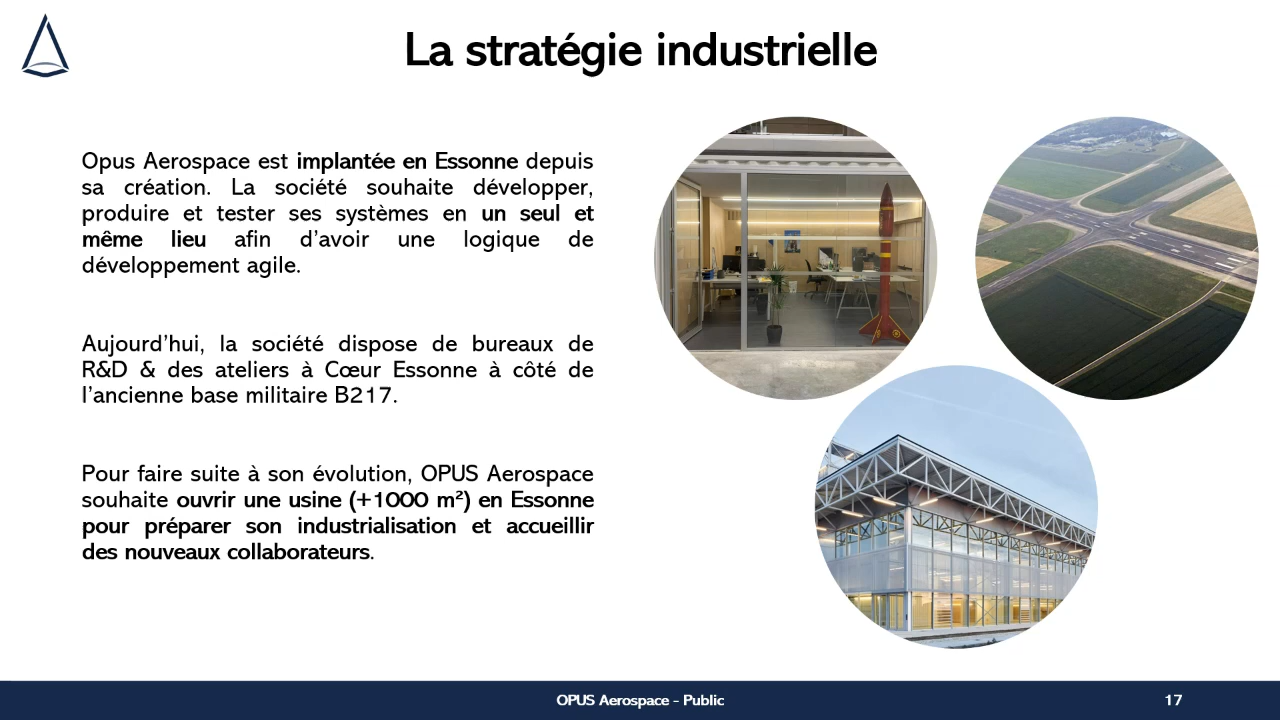 La stratégie industrielle
Opus Aerospace est implantée en Essonne depuis
sa création. La société souhaite développer,
produire et tester ses systèmes en un seul et
même lieu afin d’avoir une logique de
développement agile.
Aujourd’hui, la société dispose de bureaux de
R&D & des ateliers à Cœur Essonne à côté de
l’ancienne base militaire B217.
Pour faire suite à son évolution, OPUS Aerospace
souhaite ouvrir une usine (+1000 m²) en Essonne
pour préparer son industrialisation et accueillir
des nouveaux collaborateurs.
OPUS Aerospace - Public
17